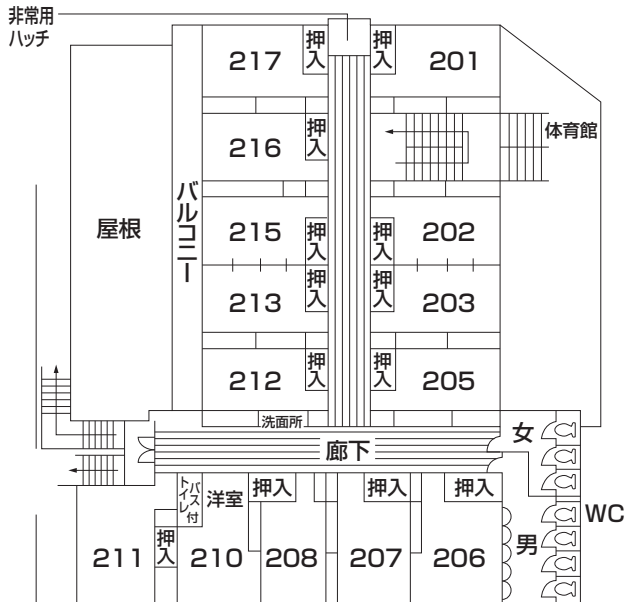 非常用
ハッチ
217
押入
押入
201
216
押入
体育館
屋根
バルコニー
215
押入
押入
202
213
押入
押入
203
212
押入
押入
205
洗面所
廊下
女
トイレ
バス付
洋室
押入
押入
押入
WC
211
押入
210
208
207
206
男